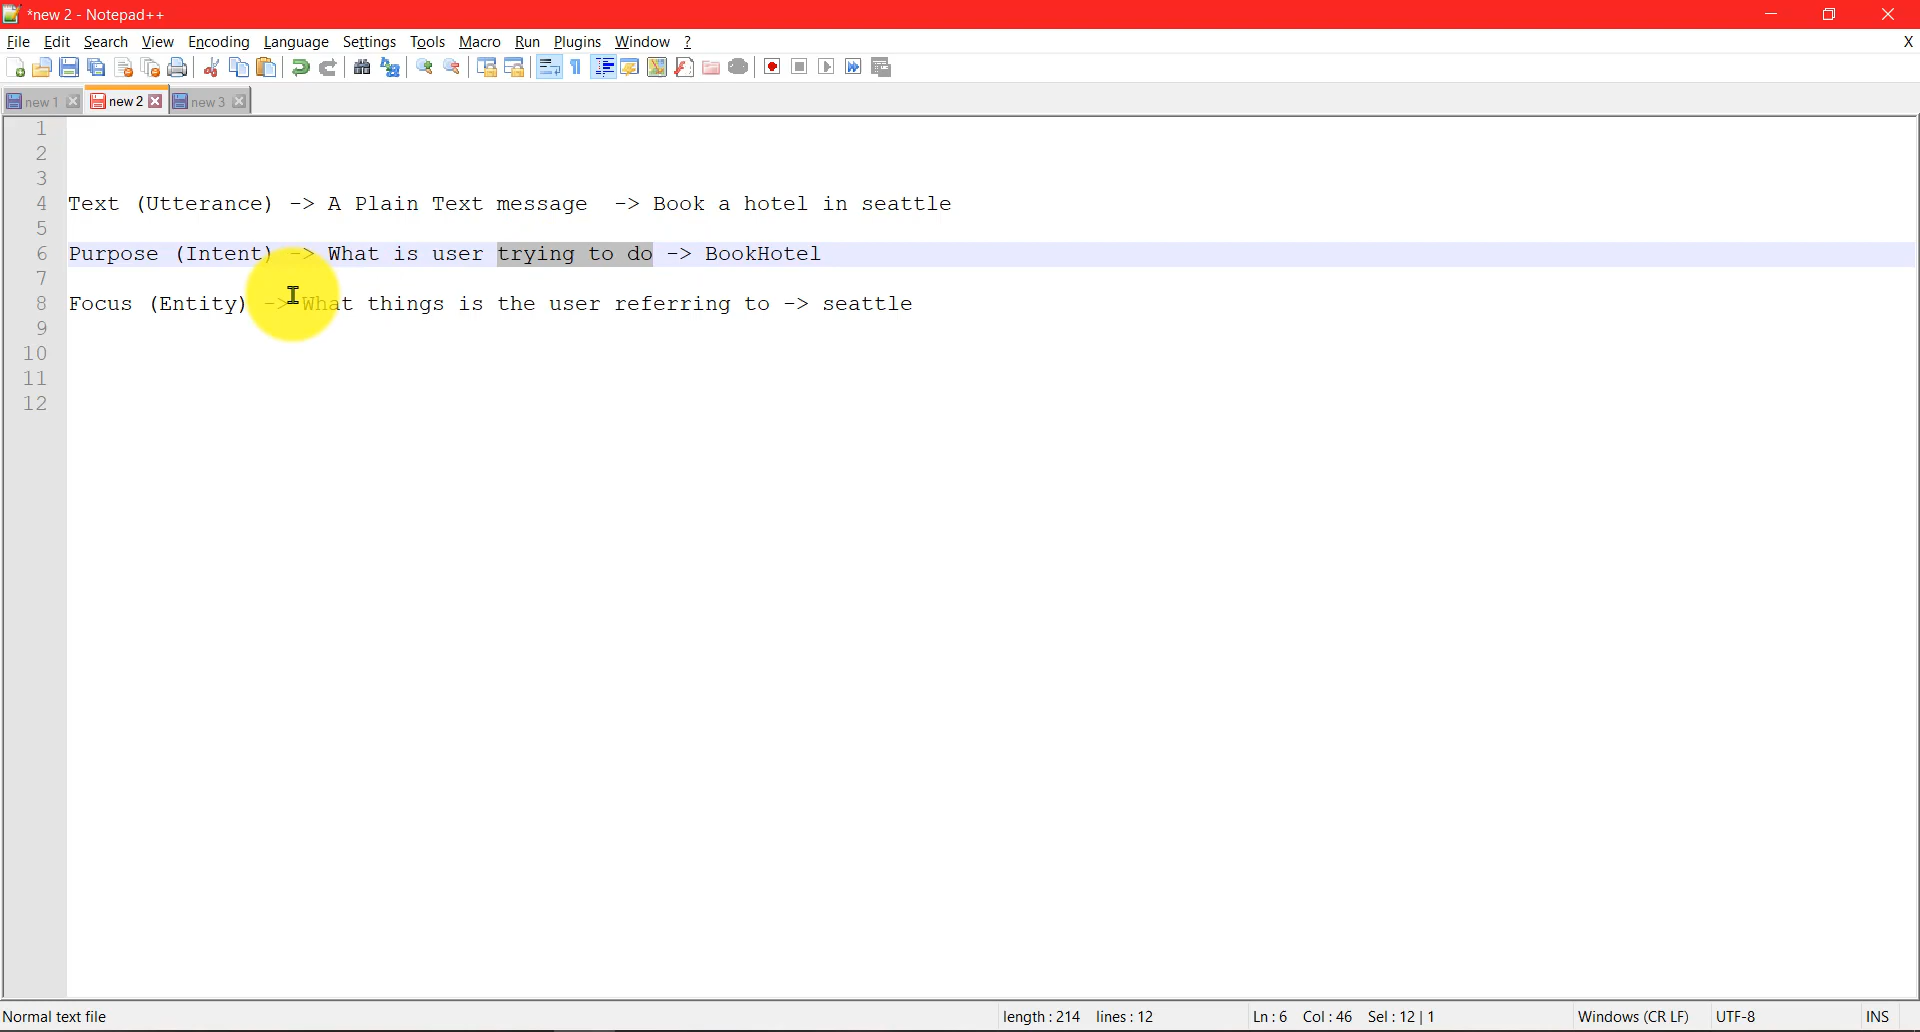 *new 2 - Notepad++
File Edit Search View Encoding Language Settings Tools Macro Run Plugins Window ? X
new 1 new 2 new 3
1
2
3
4 Text (Utterance) -> A Plain Text message -> Book a hotel in seattle
5
6 Purpose (Intent) -> What is user trying to do -> BookHotel
7
8 Focus (Entity) -> What things is the user referring to -> seattle
9
10
11
12
Normal text file length : 214 lines : 12 Ln : 6 Col : 46 Sel : 12 | 1 Windows (CR LF) UTF-8 INS